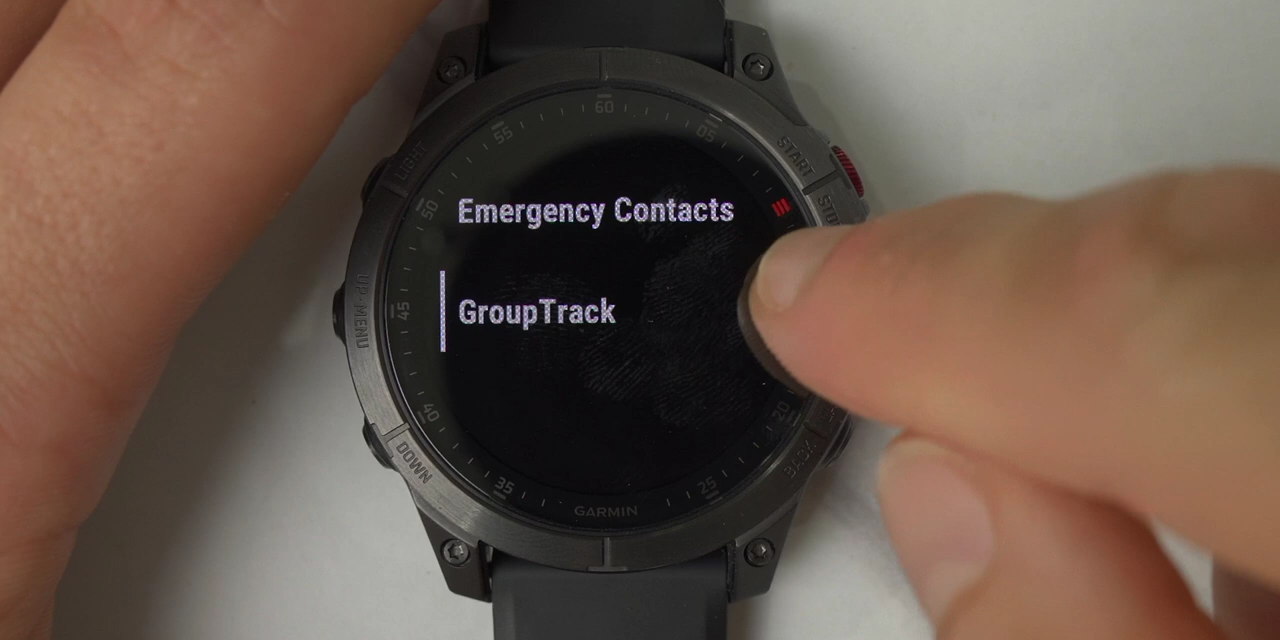 60
55
05
LIGHT
START
50
Emergency Contacts
UP·MENU
45
GroupTrack
40
20
DOWN
BACK
35
25
GARMIN